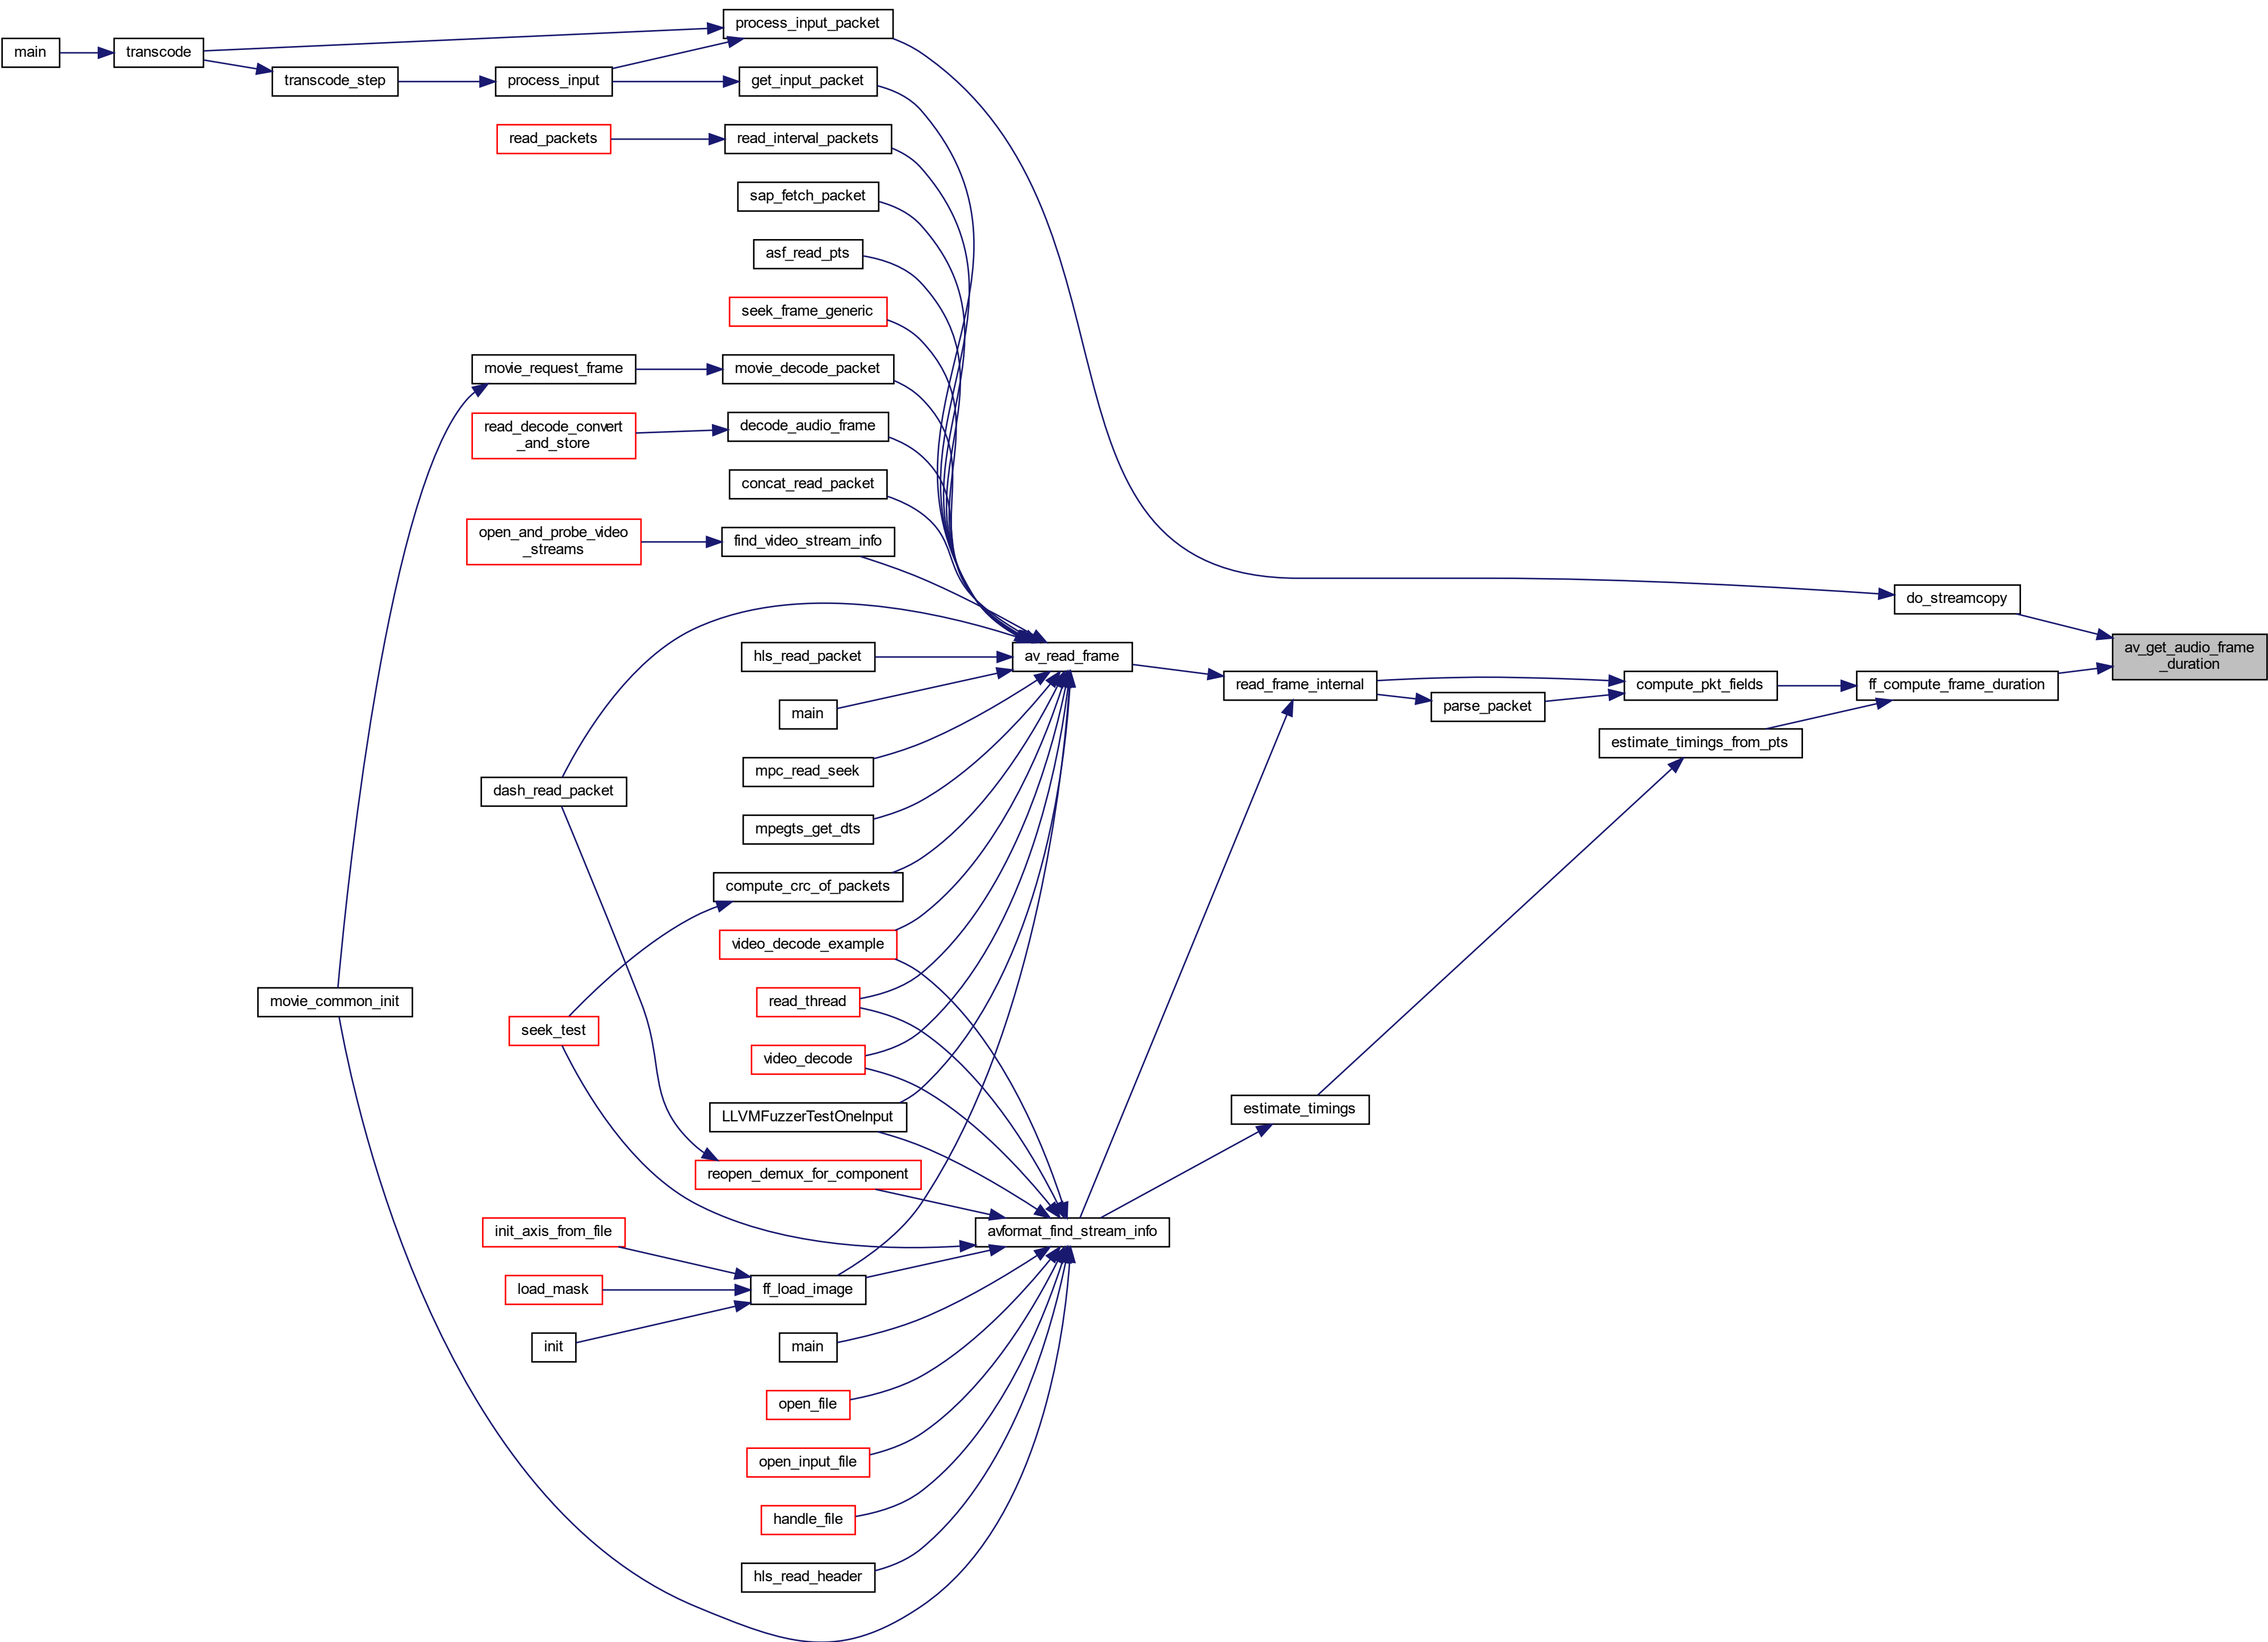 process_input_packet
main
transcode
transcode_step
process_input
get_input_packet
read_packets
read_interval_packets
sap_fetch_packet
asf_read_pts
seek_frame_generic
movie_request_frame
movie_decode_packet
read_decode_convert
_and_store
decode_audio_frame
concat_read_packet
open_and_probe_video
_streams
find_video_stream_info
do_streamcopy
hls_read_packet
av_read_frame
av_get_audio_frame
_duration
read_frame_internal
compute_pkt_fields
ff_compute_frame_duration
main
parse_packet
estimate_timings_from_pts
mpc_read_seek
dash_read_packet
mpegts_get_dts
compute_crc_of_packets
video_decode_example
movie_common_init
read_thread
seek_test
video_decode
LLVMFuzzerTestOneInput
estimate_timings
reopen_demux_for_component
init_axis_from_file
avformat_find_stream_info
load_mask
ff_load_image
init
main
open_file
open_input_file
handle_file
hls_read_header